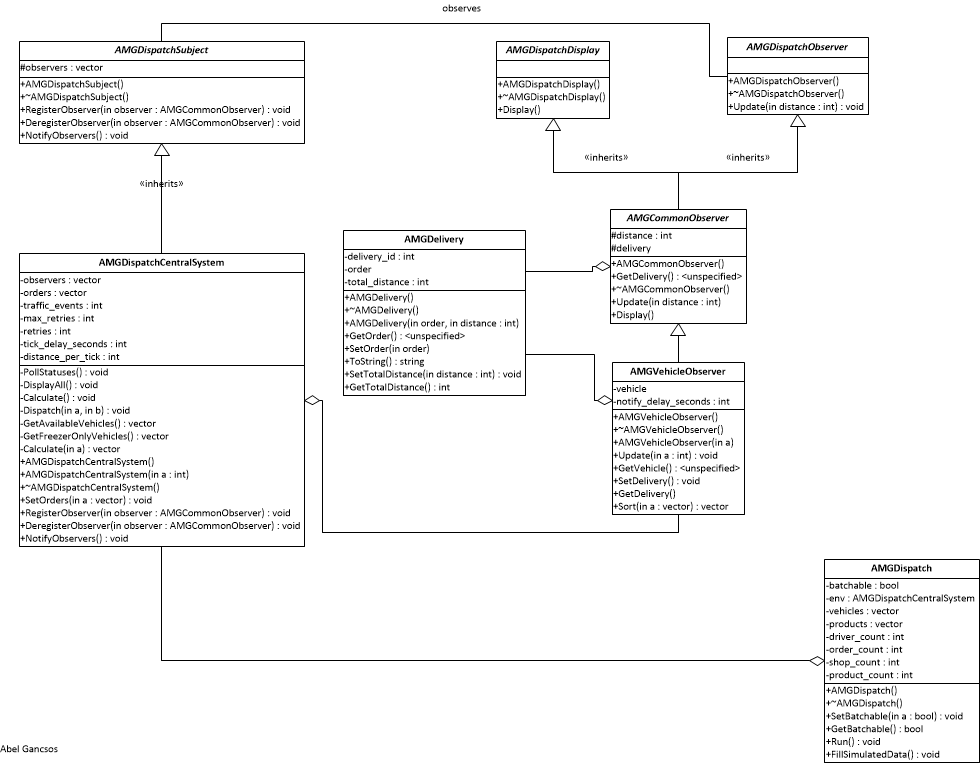 observes
AMGDispatchSubject
#observers : vector
+AMGDispatchSubject()
+~AMGDispatchSubject()
+RegisterObserver(in observer : AMGCommonObserver) : void
+DeregisterObserver(in observer : AMGCommonObserver) : void
+NotifyObservers() : void
AMGDispatchDisplay
+AMGDispatchDisplay()
+~AMGDispatchDisplay()
+Display()
AMGDispatchObserver
+AMGDispatchObserver()
+~AMGDispatchObserver()
+Update(in distance : int) : void
«inherits»
«inherits»
«inherits»
AMGCommonObserver
#distance : int
#delivery
+AMGCommonObserver()
+GetDelivery() : <unspecified>
+~AMGCommonObserver()
+Update(in distance : int)
+Display()
AMGDelivery
-delivery_id : int
-order
-total_distance : int
+AMGDelivery()
+~AMGDelivery()
+AMGDelivery(in order, in distance : int)
+GetOrder() : <unspecified>
+SetOrder(in order)
+ToString() : string
+SetTotalDistance(in distance : int) : void
+GetTotalDistance() : int
AMGDispatchCentralSystem
-observers : vector
-orders : vector
-traffic_events : int
-max_retries : int
-retries : int
-tick_delay_seconds : int
-distance_per_tick : int
-PollStatuses() : void
-DisplayAll() : void
-Calculate() : void
-Dispatch(in a, in b) : void
-GetAvailableVehicles() : vector
-GetFreezerOnlyVehicles() : vector
-Calculate(in a) : vector
+AMGDispatchCentralSystem()
+AMGDispatchCentralSystem(in a : int)
+~AMGDispatchCentralSystem()
+SetOrders(in a : vector) : void
+RegisterObserver(in observer : AMGCommonObserver) : void
+DeregisterObserver(in observer : AMGCommonObserver) : void
+NotifyObservers() : void
AMGVehicleObserver
-vehicle
-notify_delay_seconds : int
+AMGVehicleObserver()
+~AMGVehicleObserver()
+AMGVehicleObserver(in a)
+Update(in a : int) : void
+GetVehicle() : <unspecified>
+SetDelivery() : void
+GetDelivery()
+Sort(in a : vector) : vector
AMGDispatch
-batchable : bool
-env : AMGDispatchCentralSystem
-vehicles : vector
-products : vector
-driver_count : int
-order_count : int
-shop_count : int
-product_count : int
+AMGDispatch()
+~AMGDispatch()
+SetBatchable(in a : bool) : void
+GetBatchable() : bool
+Run() : void
+FillSimulatedData() : void
Abel Gancsos